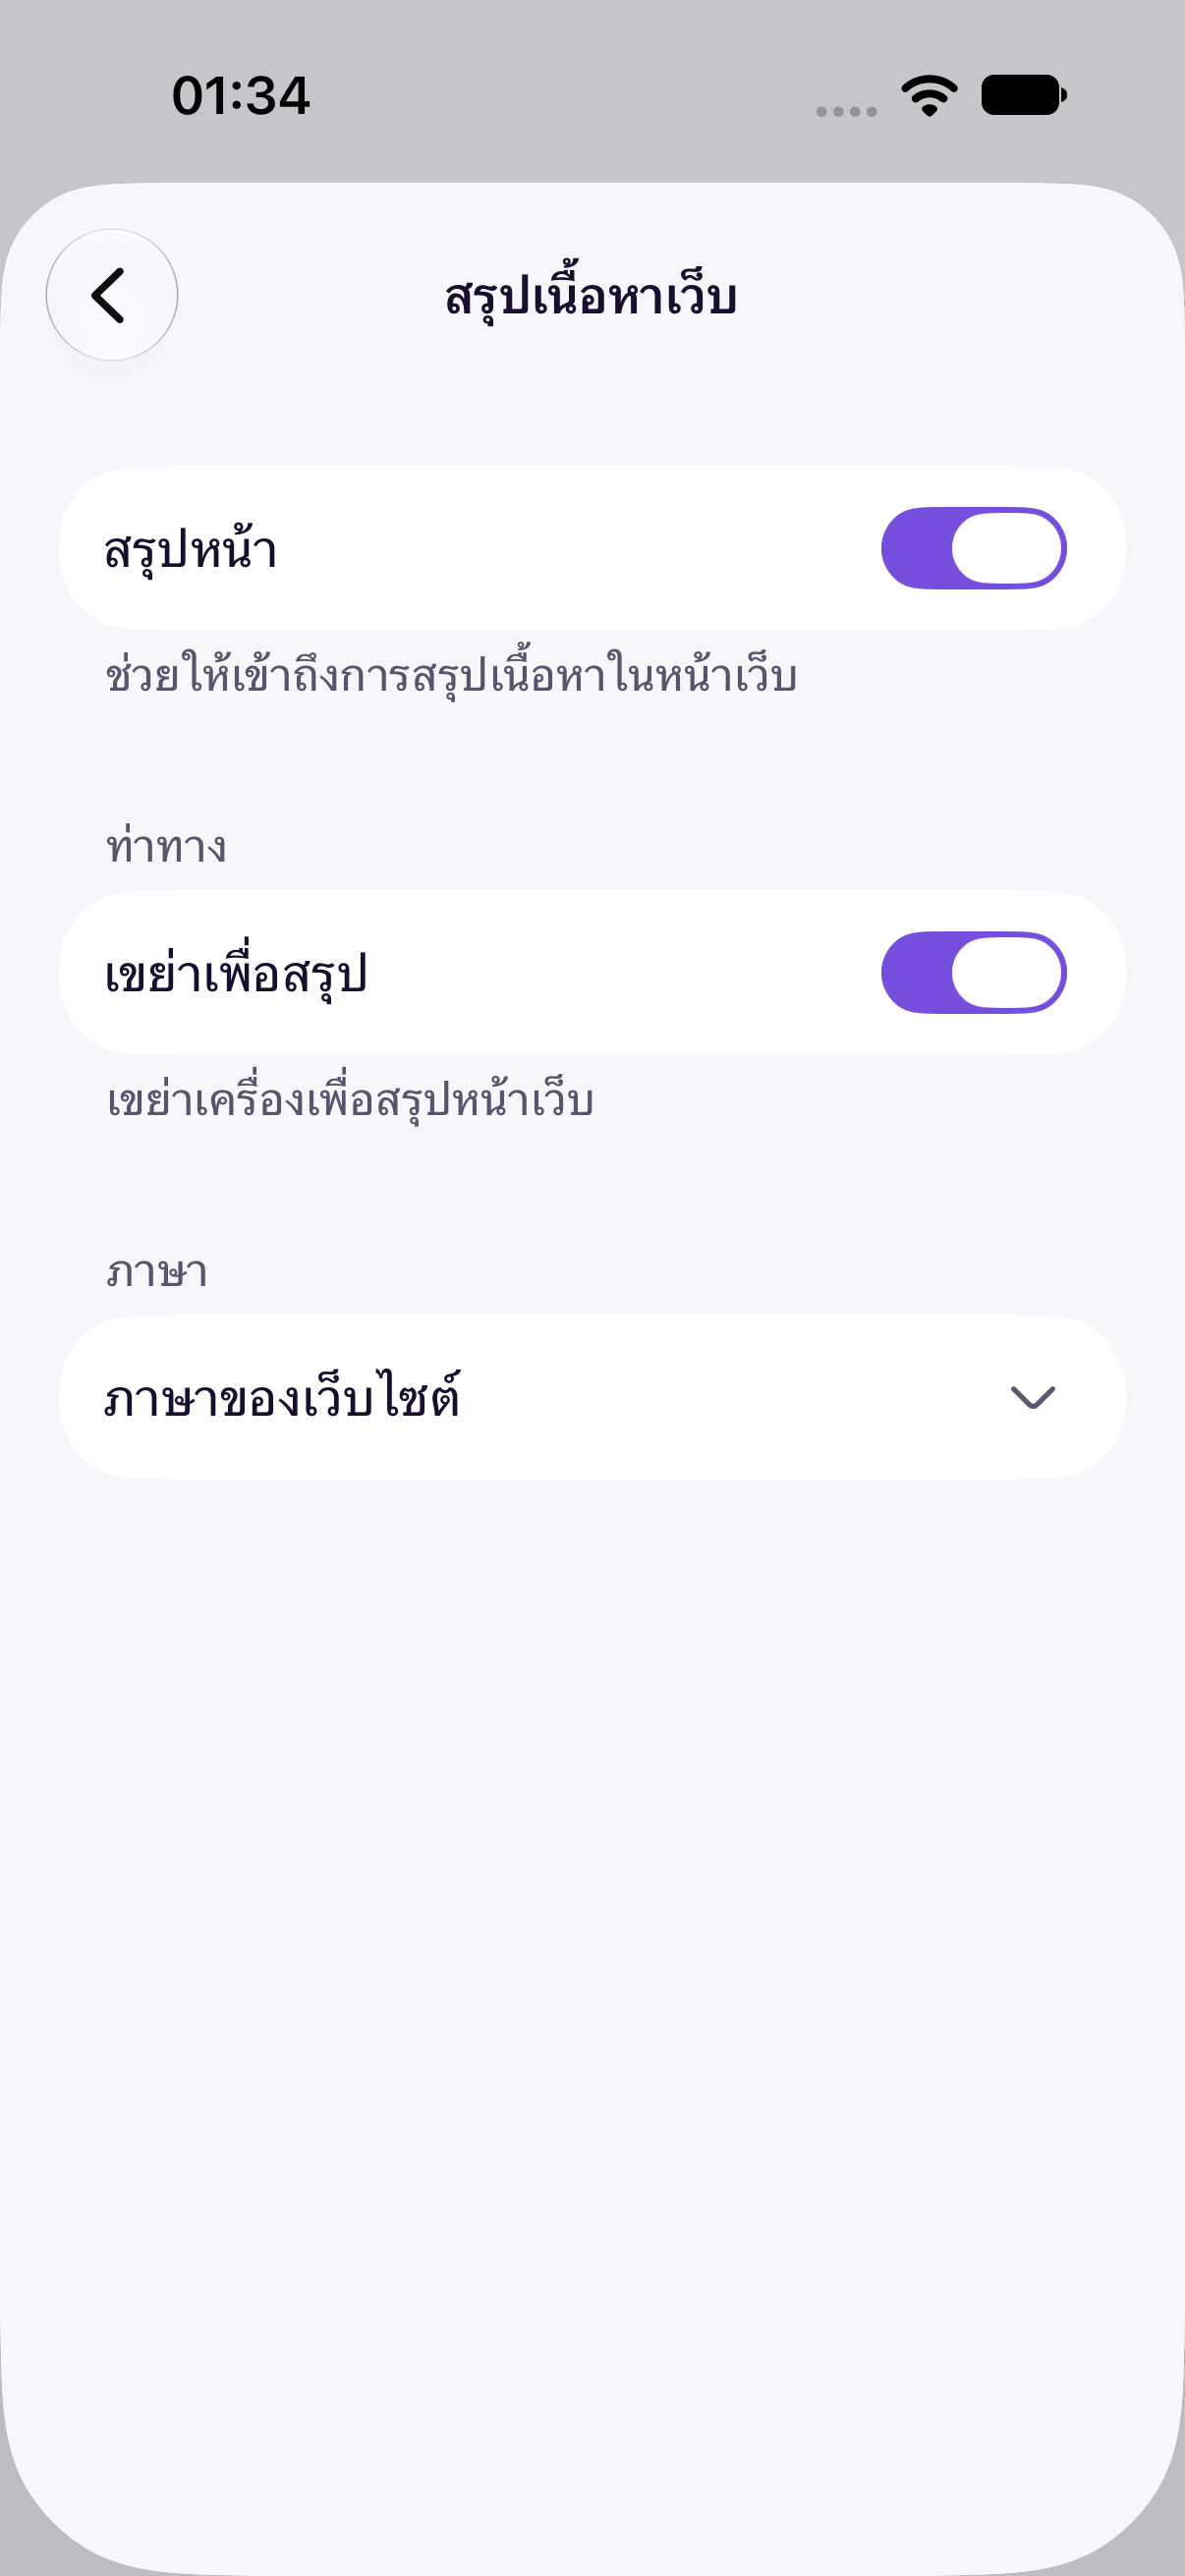 01:34
สรุปเนื้อหาเว็บ
สรุปหน้า
ช่วยให้เข้าถึงการสรุปเนื้อหาในหน้าเว็บ
ท่าทาง
เขย่าเพื่อสรุป
เขย่าเครื่องเพื่อสรุปหน้าเว็บ
ภาษา
ภาษาของเว็บไซต์